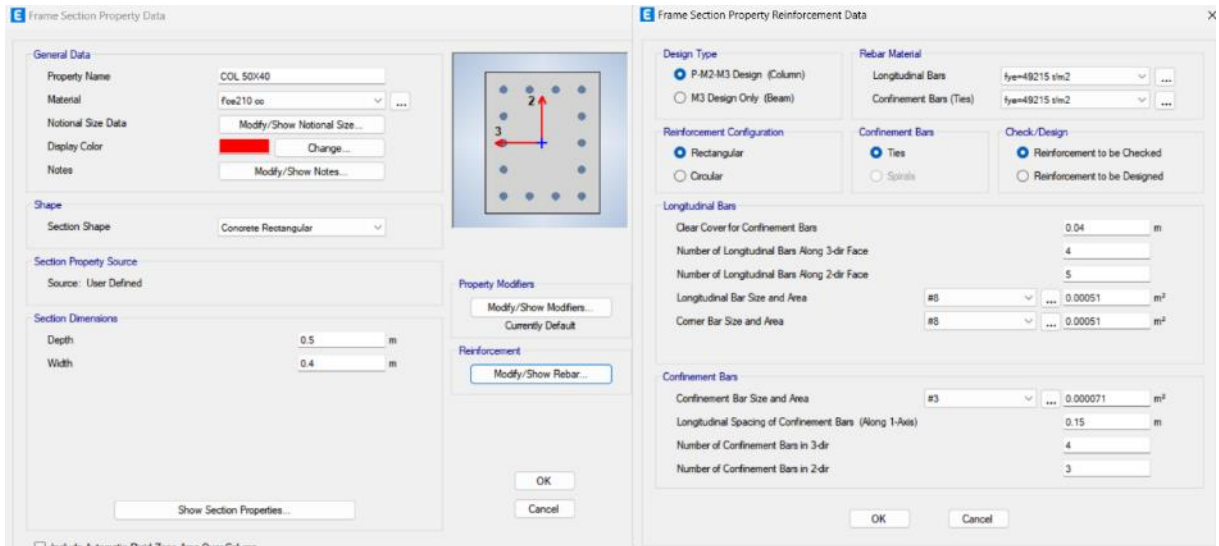 Frame Section Property Data
General Data
Property Name COL 50X40
Material f'ce210 cc
Notional Size Data Modify/Show Notional Size...
Display Color Change...
Notes Modify/Show Notes...
2
3
Shape
Section Shape Concrete Rectangular
Section Property Source
Source: User Defined
Property Modifiers
Modify/Show Modifiers...
Currently Default
Section Dimensions
Depth 0.5 m
Width 0.4 m
Reinforcement
Modify/Show Rebar...
OK
Show Section Properties...
Cancel
Frame Section Property Reinforcement Data
Design Type
P-M2-M3 Design (Column)
M3 Design Only (Beam)
Rebar Material
Longitudinal Bars fye=49215 t/m2 ...
Confinement Bars (Ties) fye=49215 t/m2 ...
Reinforcement Configuration
Rectangular
Circular
Confinement Bars
Ties
Spirals
Check/Design
Reinforcement to be Checked
Reinforcement to be Designed
Longitudinal Bars
Clear Cover for Confinement Bars 0.04 m
Number of Longitudinal Bars Along 3-dir Face 4
Number of Longitudinal Bars Along 2-dir Face 5
Longitudinal Bar Size and Area #8 ... 0.00051 m²
Corner Bar Size and Area #8 ... 0.00051 m²
Confinement Bars
Confinement Bar Size and Area #3 ... 0.000071 m²
Longitudinal Spacing of Confinement Bars (Along 1-Axis) 0.15 m
Number of Confinement Bars in 3-dir 4
Number of Confinement Bars in 2-dir 3
OK Cancel